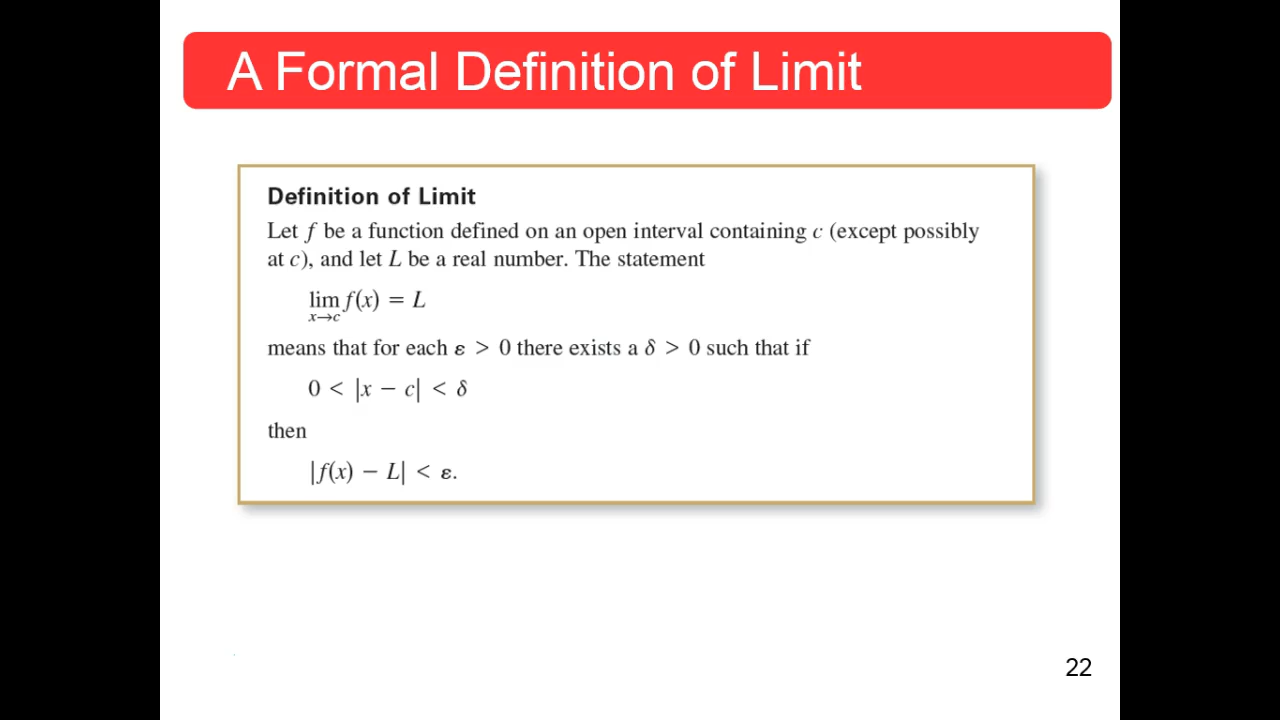 A Formal Definition of Limit
Definition of Limit
Let f be a function defined on an open interval containing c (except possibly
at c), and let L be a real number. The statement
lim f(x) = L
x→c
means that for each ε > 0 there exists a δ > 0 such that if
0 < |x − c| < δ
then
|f(x) − L| < ε.
22